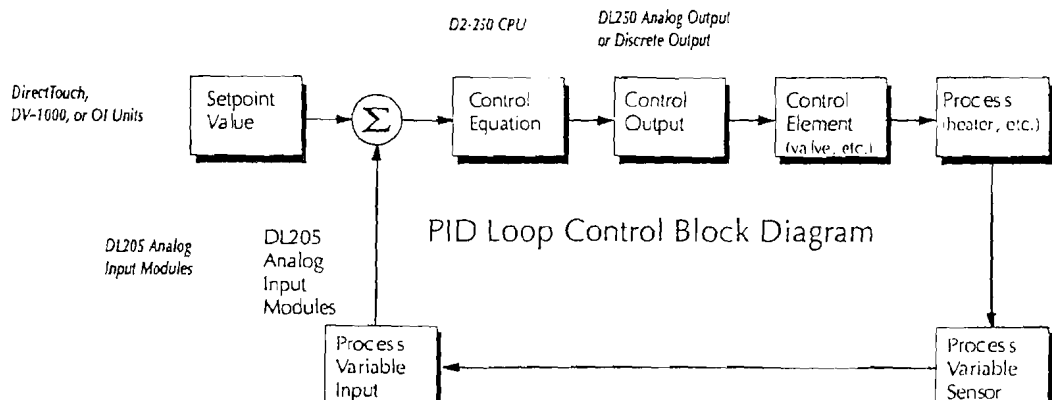 D2-250 CPU
DL250 Analog Output
or Discrete Output
DirectTouch,
DV-1000, or OI Units
Setpoint
Value
Σ
Control
Equation
Control
Output
Control
Element
(valve, etc.)
Process
(heater, etc.)
PID Loop Control Block Diagram
DL205 Analog
Input Modules
DL205
Analog
Input
Modules
Process
Variable
Input
Process
Variable
Sensor